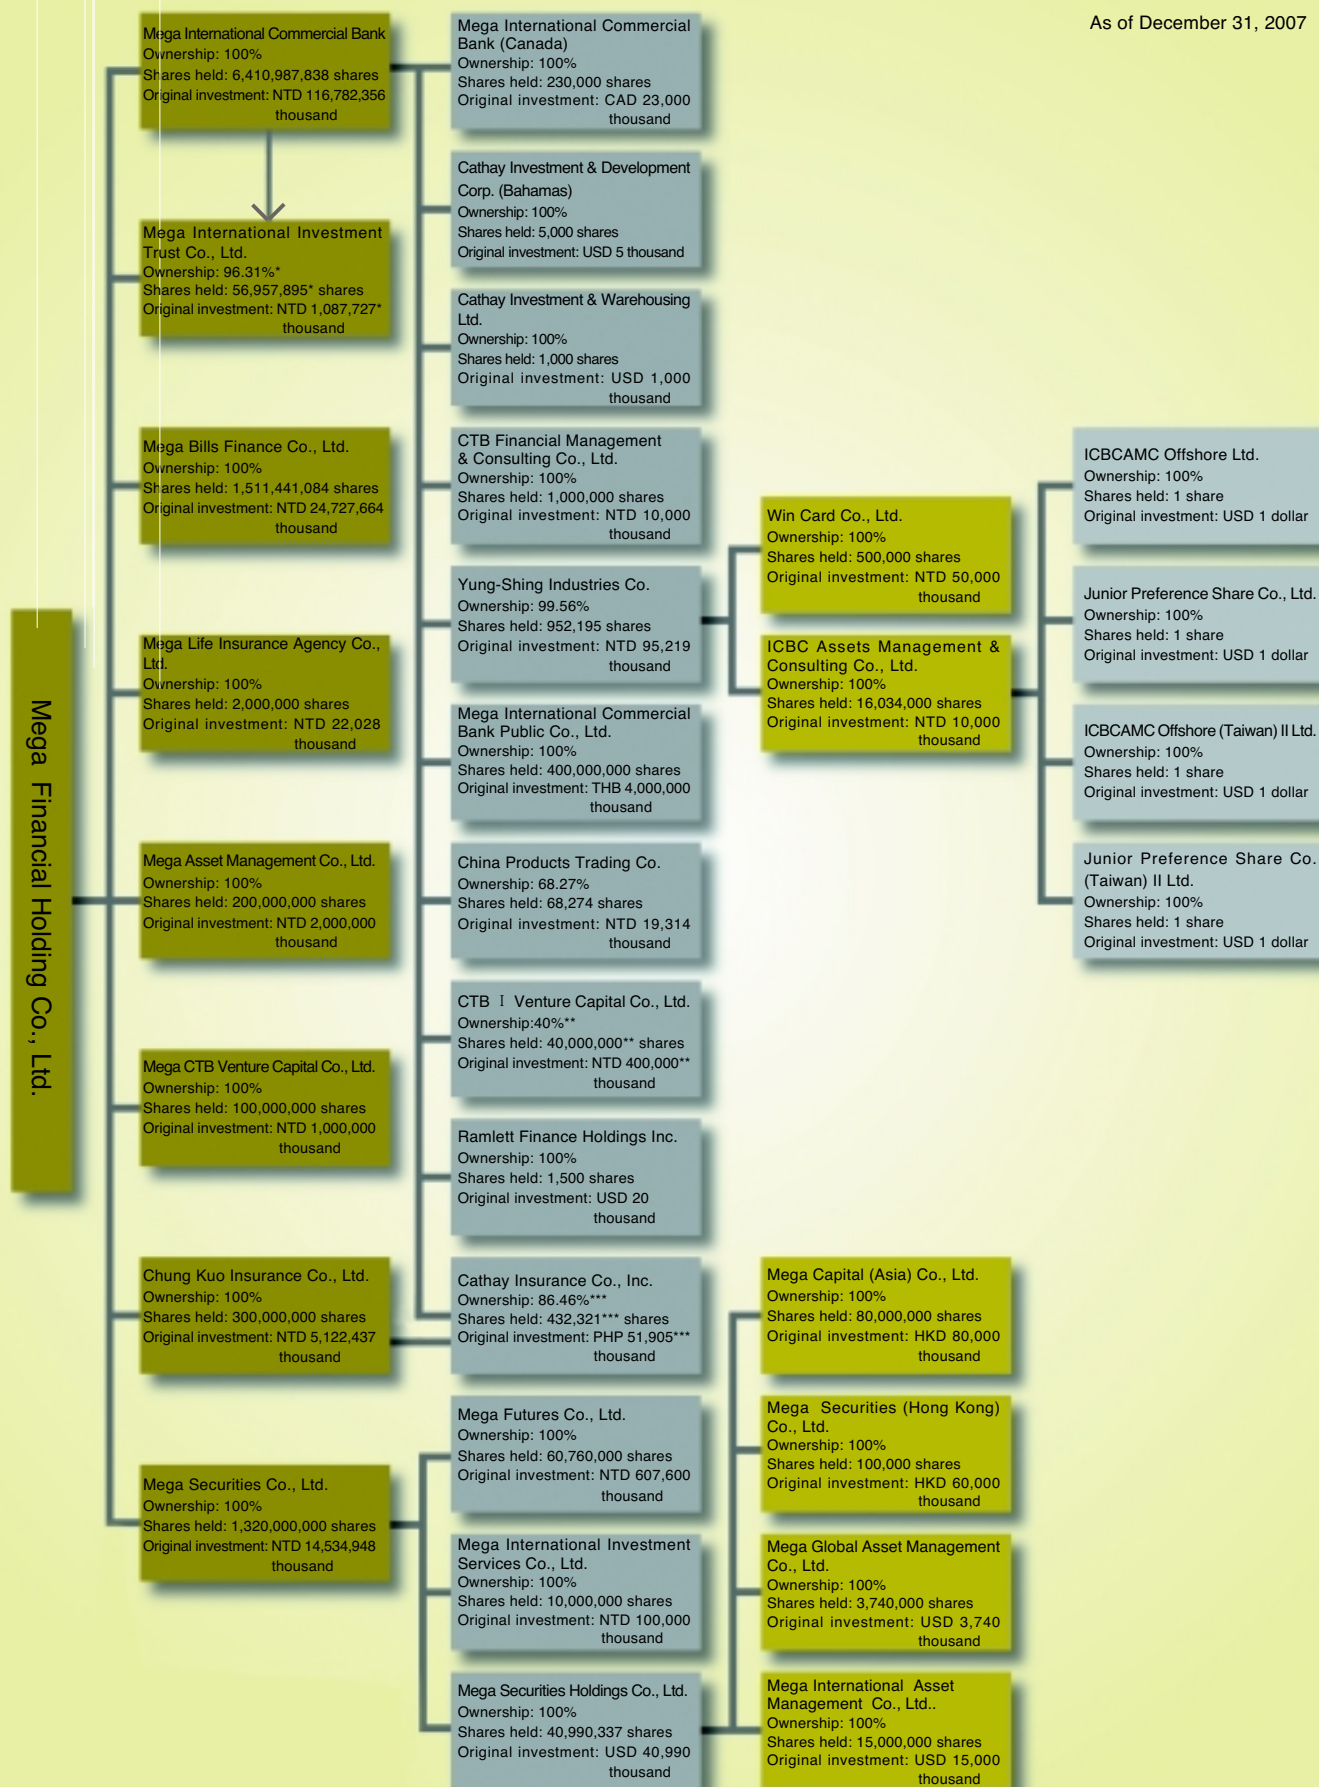 As of December 31, 2007
Mega Financial Holding Co., Ltd.
Mega International Commercial Bank
Ownership: 100%
Shares held: 6,410,987,838 shares
Original investment: NTD 116,782,356
thousand
Mega International Investment
Trust Co., Ltd.
Ownership: 96.31%*
Shares held: 56,957,895* shares
Original investment: NTD 1,087,727*
thousand
Mega Bills Finance Co., Ltd.
Ownership: 100%
Shares held: 1,511,441,084 shares
Original investment: NTD 24,727,664
thousand
Mega Life Insurance Agency Co.,
Ltd.
Ownership: 100%
Shares held: 2,000,000 shares
Original investment: NTD 22,028
thousand
Mega Asset Management Co., Ltd.
Ownership: 100%
Shares held: 200,000,000 shares
Original investment: NTD 2,000,000
thousand
Mega CTB Venture Capital Co., Ltd.
Ownership: 100%
Shares held: 100,000,000 shares
Original investment: NTD 1,000,000
thousand
Chung Kuo Insurance Co., Ltd.
Ownership: 100%
Shares held: 300,000,000 shares
Original investment: NTD 5,122,437
thousand
Mega Securities Co., Ltd.
Ownership: 100%
Shares held: 1,320,000,000 shares
Original investment: NTD 14,534,948
thousand
Mega International Commercial
Bank (Canada)
Ownership: 100%
Shares held: 230,000 shares
Original investment: CAD 23,000
thousand
Cathay Investment & Development
Corp. (Bahamas)
Ownership: 100%
Shares held: 5,000 shares
Original investment: USD 5 thousand
Cathay Investment & Warehousing
Ltd.
Ownership: 100%
Shares held: 1,000 shares
Original investment: USD 1,000
thousand
CTB Financial Management
& Consulting Co., Ltd.
Ownership: 100%
Shares held: 1,000,000 shares
Original investment: NTD 10,000
thousand
Yung-Shing Industries Co.
Ownership: 99.56%
Shares held: 952,195 shares
Original investment: NTD 95,219
thousand
Mega International Commercial
Bank Public Co., Ltd.
Ownership: 100%
Shares held: 400,000,000 shares
Original investment: THB 4,000,000
thousand
China Products Trading Co.
Ownership: 68.27%
Shares held: 68,274 shares
Original investment: NTD 19,314
thousand
CTB Ⅰ Venture Capital Co., Ltd.
Ownership:40%**
Shares held: 40,000,000** shares
Original investment: NTD 400,000**
thousand
Ramlett Finance Holdings Inc.
Ownership: 100%
Shares held: 1,500 shares
Original investment: USD 20
thousand
Cathay Insurance Co., Inc.
Ownership: 86.46%***
Shares held: 432,321*** shares
Original investment: PHP 51,905***
thousand
Mega Futures Co., Ltd.
Ownership: 100%
Shares held: 60,760,000 shares
Original investment: NTD 607,600
thousand
Mega International Investment
Services Co., Ltd.
Ownership: 100%
Shares held: 10,000,000 shares
Original investment: NTD 100,000
thousand
Mega Securities Holdings Co., Ltd.
Ownership: 100%
Shares held: 40,990,337 shares
Original investment: USD 40,990
thousand
Win Card Co., Ltd.
Ownership: 100%
Shares held: 500,000 shares
Original investment: NTD 50,000
thousand
ICBC Assets Management &
Consulting Co., Ltd.
Ownership: 100%
Shares held: 16,034,000 shares
Original investment: NTD 10,000
thousand
Mega Capital (Asia) Co., Ltd.
Ownership: 100%
Shares held: 80,000,000 shares
Original investment: HKD 80,000
thousand
Mega Securities (Hong Kong)
Co., Ltd.
Ownership: 100%
Shares held: 100,000 shares
Original investment: HKD 60,000
thousand
Mega Global Asset Management
Co., Ltd.
Ownership: 100%
Shares held: 3,740,000 shares
Original investment: USD 3,740
thousand
Mega International Asset
Management Co., Ltd..
Ownership: 100%
Shares held: 15,000,000 shares
Original investment: USD 15,000
thousand
ICBCAMC Offshore Ltd.
Ownership: 100%
Shares held: 1 share
Original investment: USD 1 dollar
Junior Preference Share Co., Ltd.
Ownership: 100%
Shares held: 1 share
Original investment: USD 1 dollar
ICBCAMC Offshore (Taiwan) II Ltd.
Ownership: 100%
Shares held: 1 share
Original investment: USD 1 dollar
Junior Preference Share Co.
(Taiwan) II Ltd.
Ownership: 100%
Shares held: 1 share
Original investment: USD 1 dollar